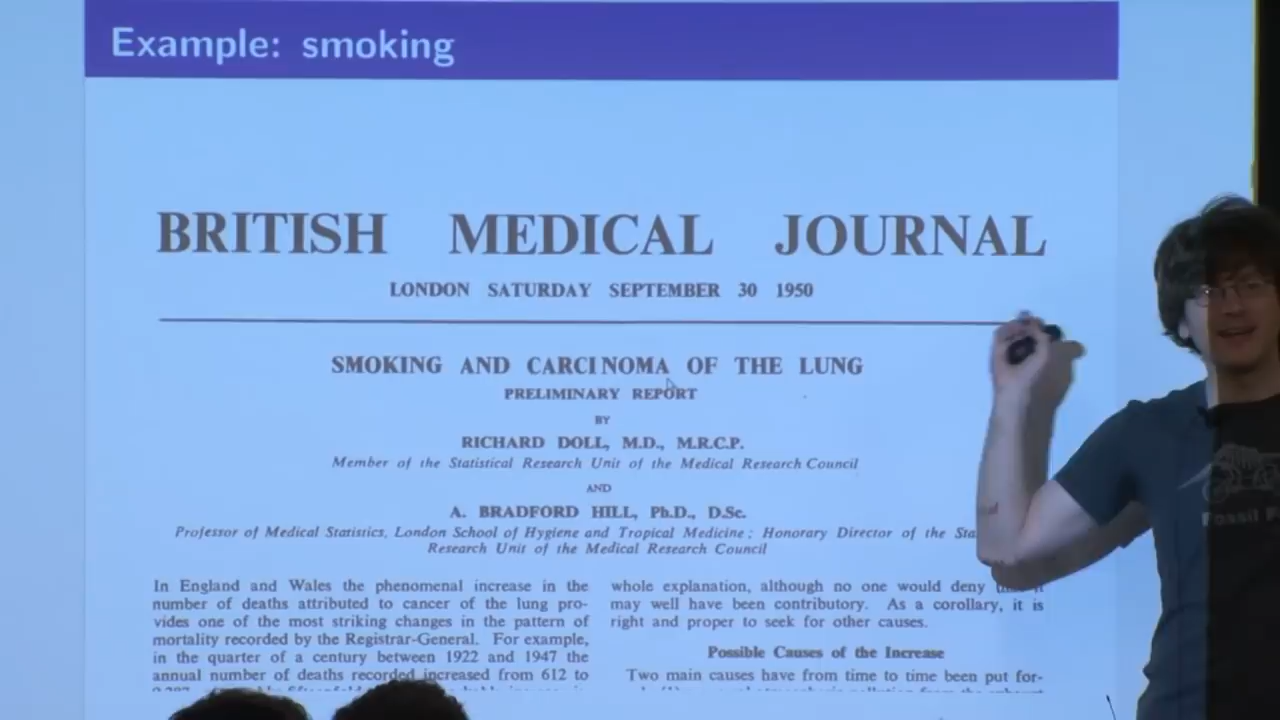 Example: smoking
BRITISH MEDICAL JOURNAL
LONDON SATURDAY SEPTEMBER 30 1950
SMOKING AND CARCINOMA OF THE LUNG
PRELIMINARY REPORT
BY
RICHARD DOLL, M.D., M.R.C.P.
Member of the Statistical Research Unit of the Medical Research Council
AND
A. BRADFORD HILL, Ph.D., D.Sc.
Professor of Medical Statistics, London School of Hygiene and Tropical Medicine; Honorary Director of the
Research Unit of the Medical Research Council
In England and Wales the phenomenal increase in the
number of deaths attributed to cancer of the lung pro-
vides one of the most striking changes in the pattern of
mortality recorded by the Registrar-General. For example,
in the quarter of a century between 1922 and 1947 the
annual number of deaths recorded increased from 612 to
whole explanation, although no one would deny
may well have been contributory. As a corollary, it is
right and proper to seek for other causes.
Possible Causes of the Increase
Two main causes have from time to time been put for-
Fossil